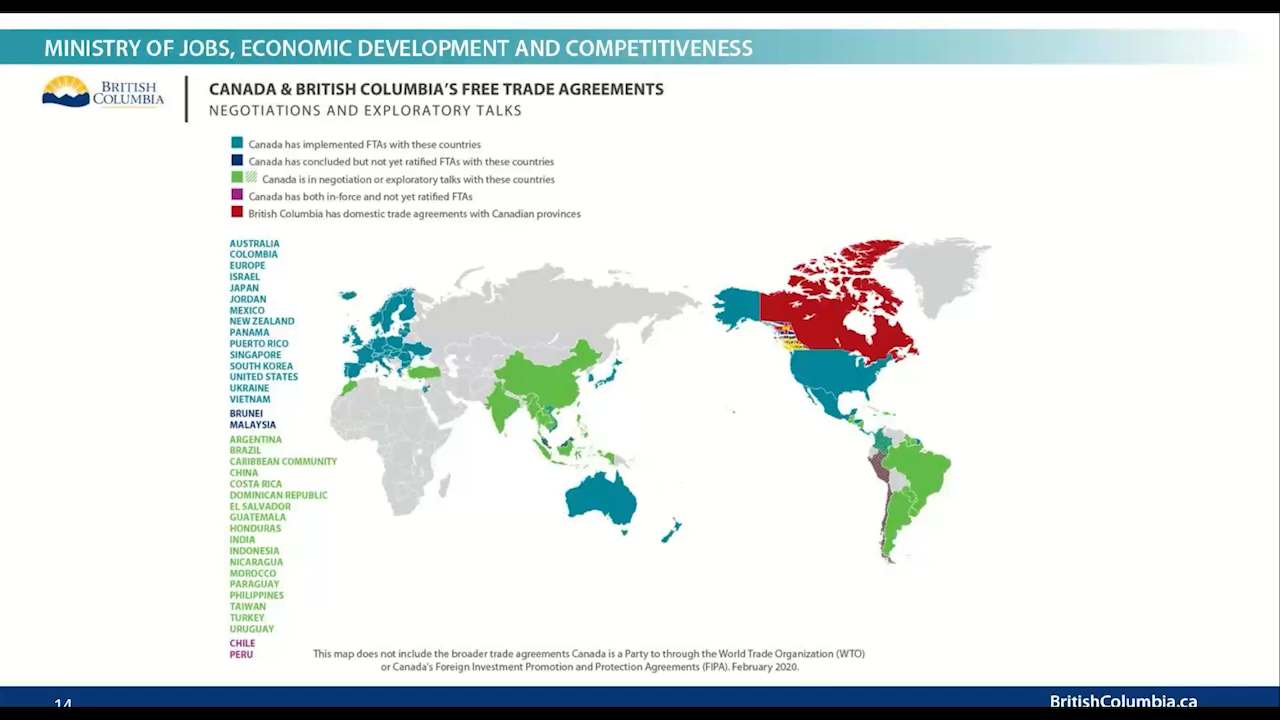 MINISTRY OF JOBS, ECONOMIC DEVELOPMENT AND COMPETITIVENESS
BRITISH
COLUMBIA
CANADA & BRITISH COLUMBIA'S FREE TRADE AGREEMENTS
NEGOTIATIONS AND EXPLORATORY TALKS
Canada has implemented FTAs with these countries
Canada has concluded but not yet ratified FTAs with these countries
Canada is in negotiation or exploratory talks with these countries
Canada has both in-force and not yet ratified FTAs
British Columbia has domestic trade agreements with Canadian provinces
AUSTRALIA
COLOMBIA
EUROPE
ISRAEL
JAPAN
JORDAN
MEXICO
NEW ZEALAND
PANAMA
PUERTO RICO
SINGAPORE
SOUTH KOREA
UNITED STATES
UKRAINE
VIETNAM
BRUNEI
MALAYSIA
ARGENTINA
BRAZIL
CARIBBEAN COMMUNITY
CHINA
COSTA RICA
DOMINICAN REPUBLIC
EL SALVADOR
GUATEMALA
HONDURAS
INDIA
INDONESIA
NICARAGUA
MOROCCO
PARAGUAY
PHILIPPINES
TAIWAN
TURKEY
URUGUAY
CHILE
PERU
This map does not include the broader trade agreements Canada is a Party to through the World Trade Organization (WTO)
or Canada's Foreign Investment Promotion and Protection Agreements (FIPA). February 2020.
14
BritishColumbia.ca